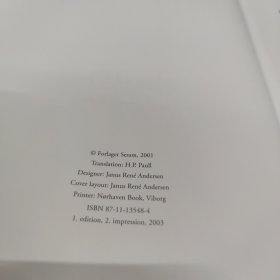 © Forlaget Sesam, 2001
Translation: H.P. Paull
Designer: Janus René Andersen
Cover layout: Janus René Andersen
Printer: Nørhaven Book, Viborg
ISBN 87-11-13548-4
1. edition, 2. impression, 2003